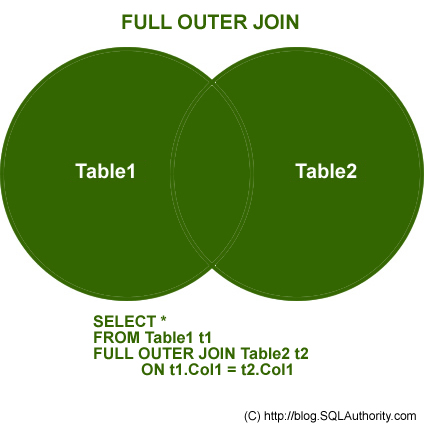 FULL OUTER JOIN
Table1
Table2
SELECT *
FROM Table1 t1
FULL OUTER JOIN Table2 t2
ON t1.Col1 = t2.Col1
(C) http://blog.SQLAuthority.com